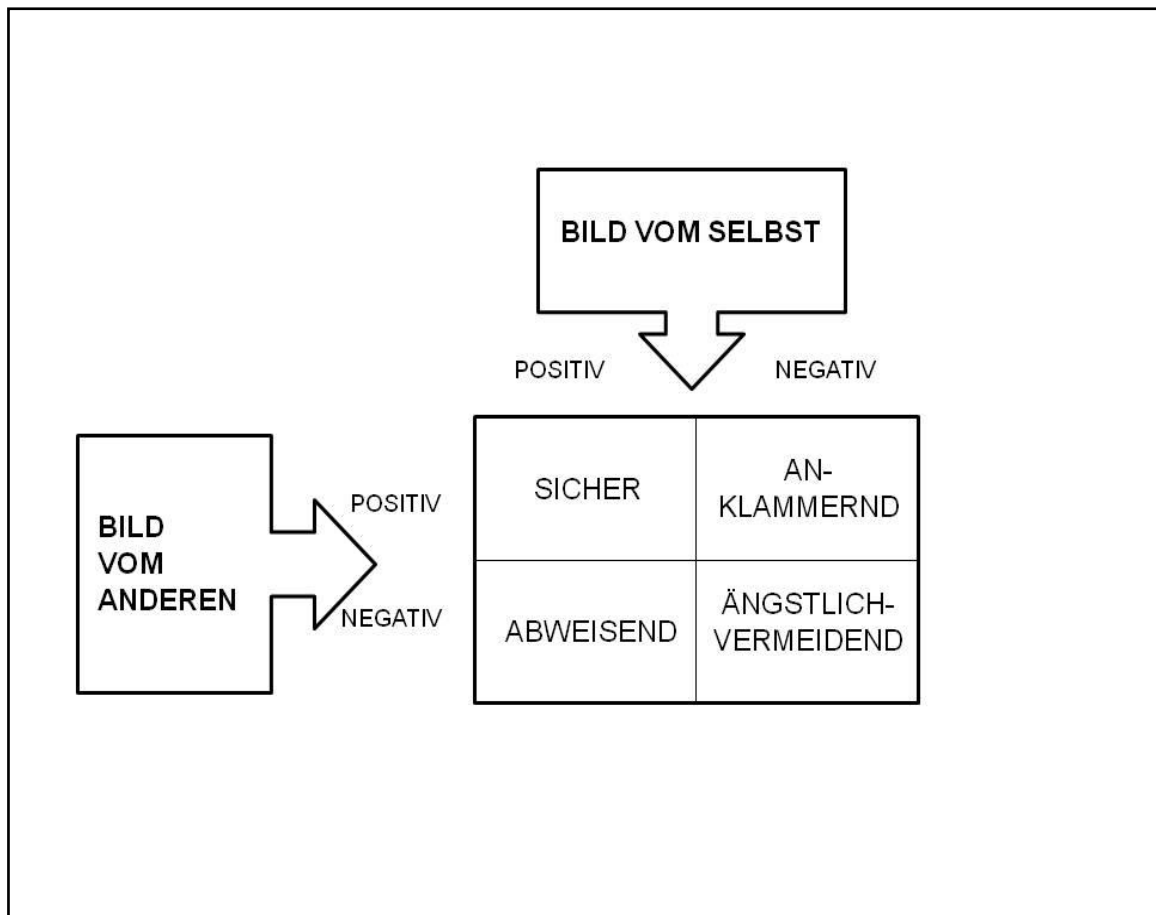 BILD VOM SELBST
POSITIV
NEGATIV
BILD
VOM
ANDEREN
POSITIV
NEGATIV
SICHER
AN-
KLAMMERND
ABWEISEND
ÄNGSTLICH-
VERMEIDEND